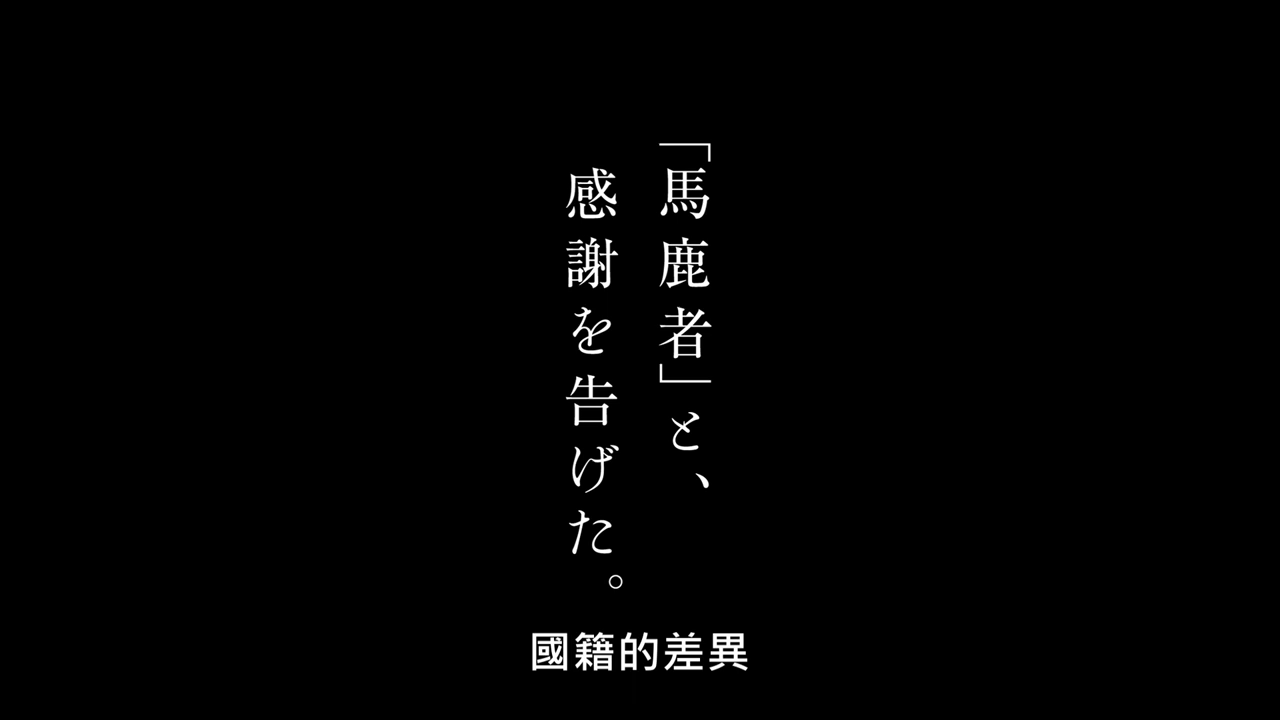 「馬鹿者」と、
感謝を告げた。
國籍的差異